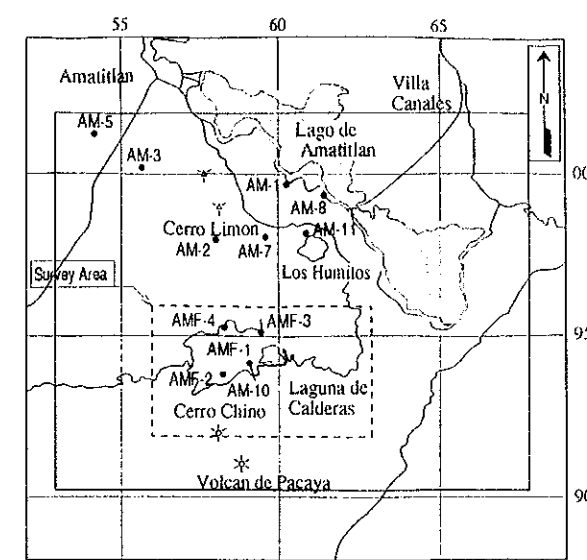 55 60 65
Amatitlan
Villa
Canales
N
AM-5
Lago de
Amatitlan
AM-3
00
AM-1
AM-8
Cerro Limon
AM-11
AM-2
AM-7
Los Humilos
Survey Area
AMF-4
AMF-3
95
AMF-1
AMF-2
AM-10
Laguna de
Calderas
Cerro Chino
Volcan de Pacaya
90